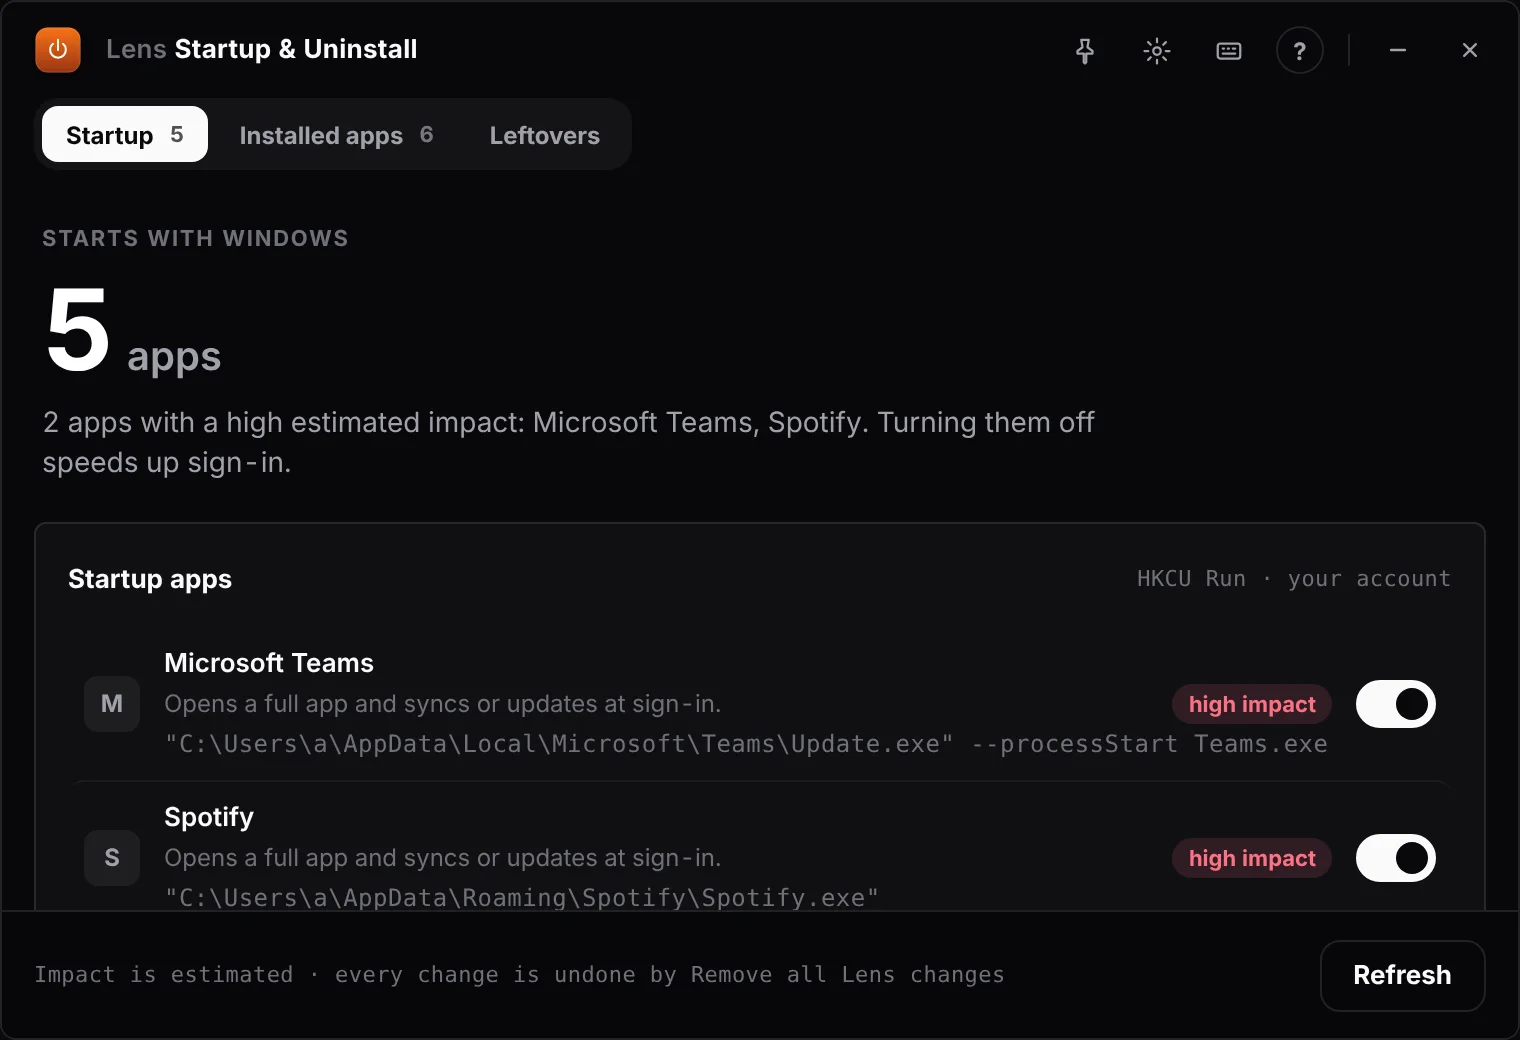 Lens Startup & Uninstall
?
Startup 5
Installed apps 6
Leftovers
STARTS WITH WINDOWS
5 apps
2 apps with a high estimated impact: Microsoft Teams, Spotify. Turning them off
speeds up sign-in.
Startup apps
HKCU Run · your account
M
Microsoft Teams
Opens a full app and syncs or updates at sign-in.
"C:\Users\a\AppData\Local\Microsoft\Teams\Update.exe" --processStart Teams.exe
high impact
S
Spotify
Opens a full app and syncs or updates at sign-in.
"C:\Users\a\AppData\Roaming\Spotify\Spotify.exe"
high impact
Impact is estimated · every change is undone by Remove all Lens changes
Refresh